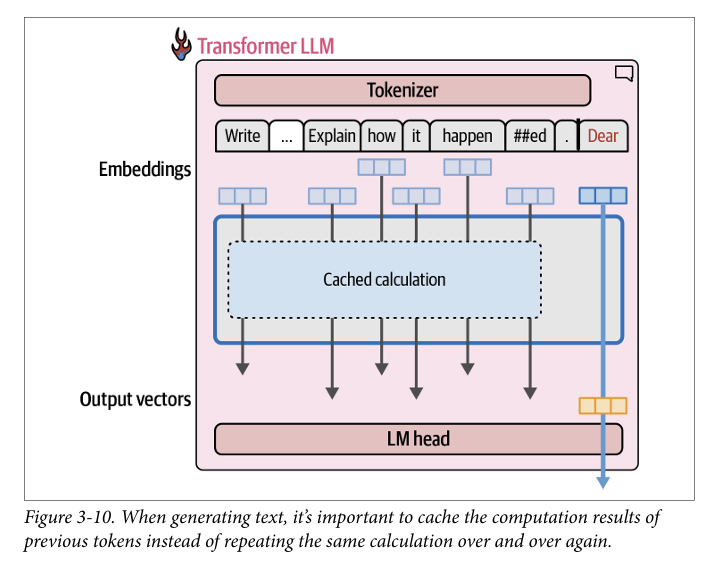 Transformer LLM
Tokenizer
Write ... Explain how it happen ##ed . Dear
Embeddings
Cached calculation
Output vectors
LM head
Figure 3-10. When generating text, it’s important to cache the computation results of
previous tokens instead of repeating the same calculation over and over again.